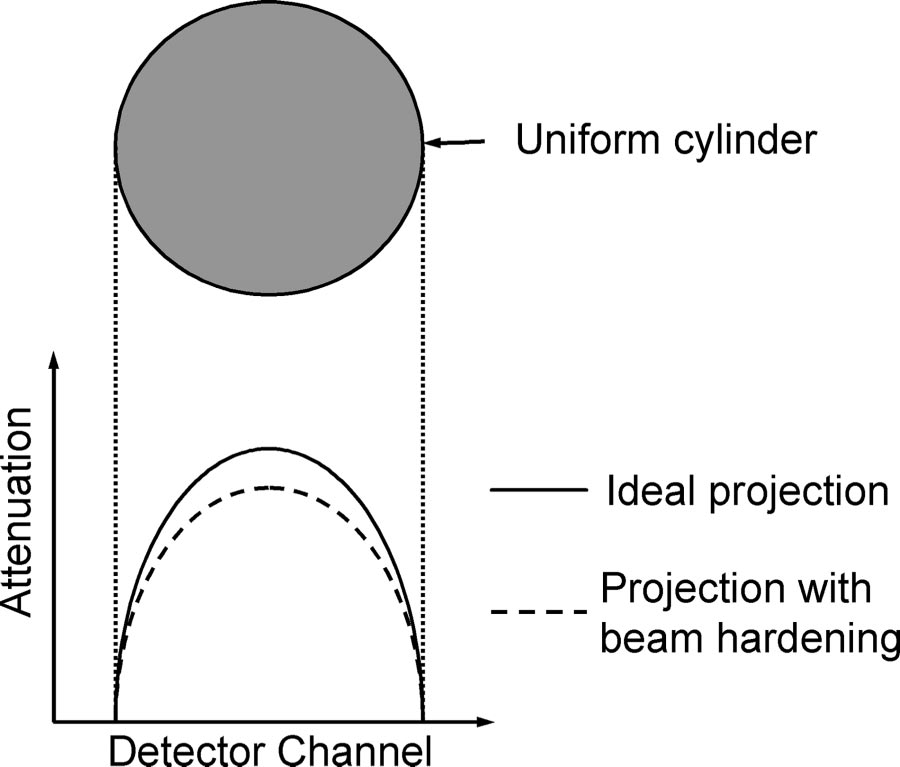 Uniform cylinder
Attenuation
Ideal projection
Projection with
beam hardening
Detector Channel